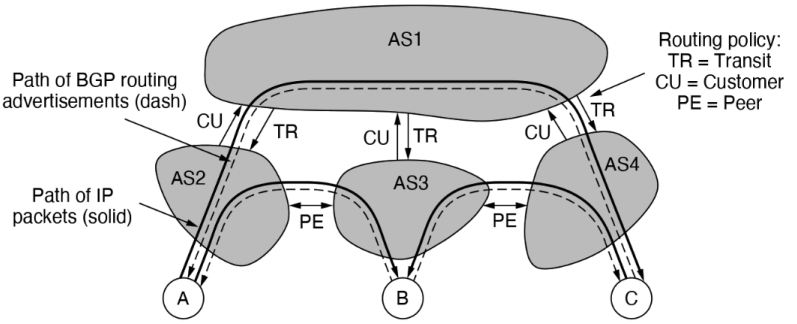 AS1
Routing policy:
TR = Transit
CU = Customer
PE = Peer
Path of BGP routing
advertisements (dash)
CU
TR
CU
TR
CU
TR
AS2
AS3
AS4
Path of IP
packets (solid)
PE
PE
A
B
C